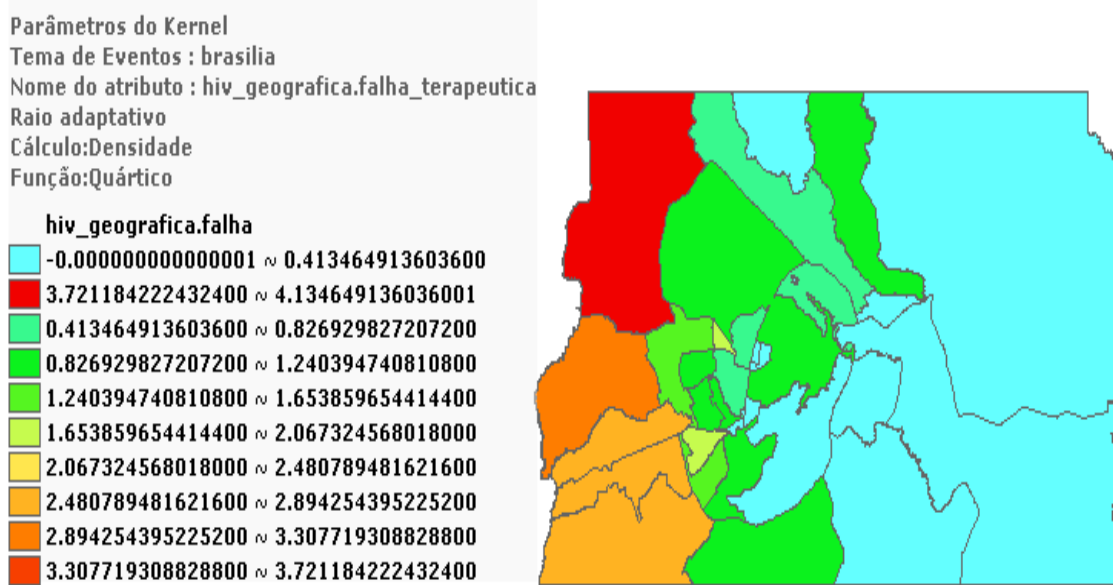 Parâmetros do Kernel
Tema de Eventos : brasilia
Nome do atributo : hiv_geografica.falha_terapeutica
Raio adaptativo
Cálculo:Densidade
Função:Quártico
hiv_geografica.falha
-0.000000000000001 ~ 0.413464913603600
3.721184222432400 ~ 4.134649136036001
0.413464913603600 ~ 0.826929827207200
0.826929827207200 ~ 1.240394740810800
1.240394740810800 ~ 1.653859654414400
1.653859654414400 ~ 2.067324568018000
2.067324568018000 ~ 2.480789481621600
2.480789481621600 ~ 2.894254395225200
2.894254395225200 ~ 3.307719308828800
3.307719308828800 ~ 3.721184222432400